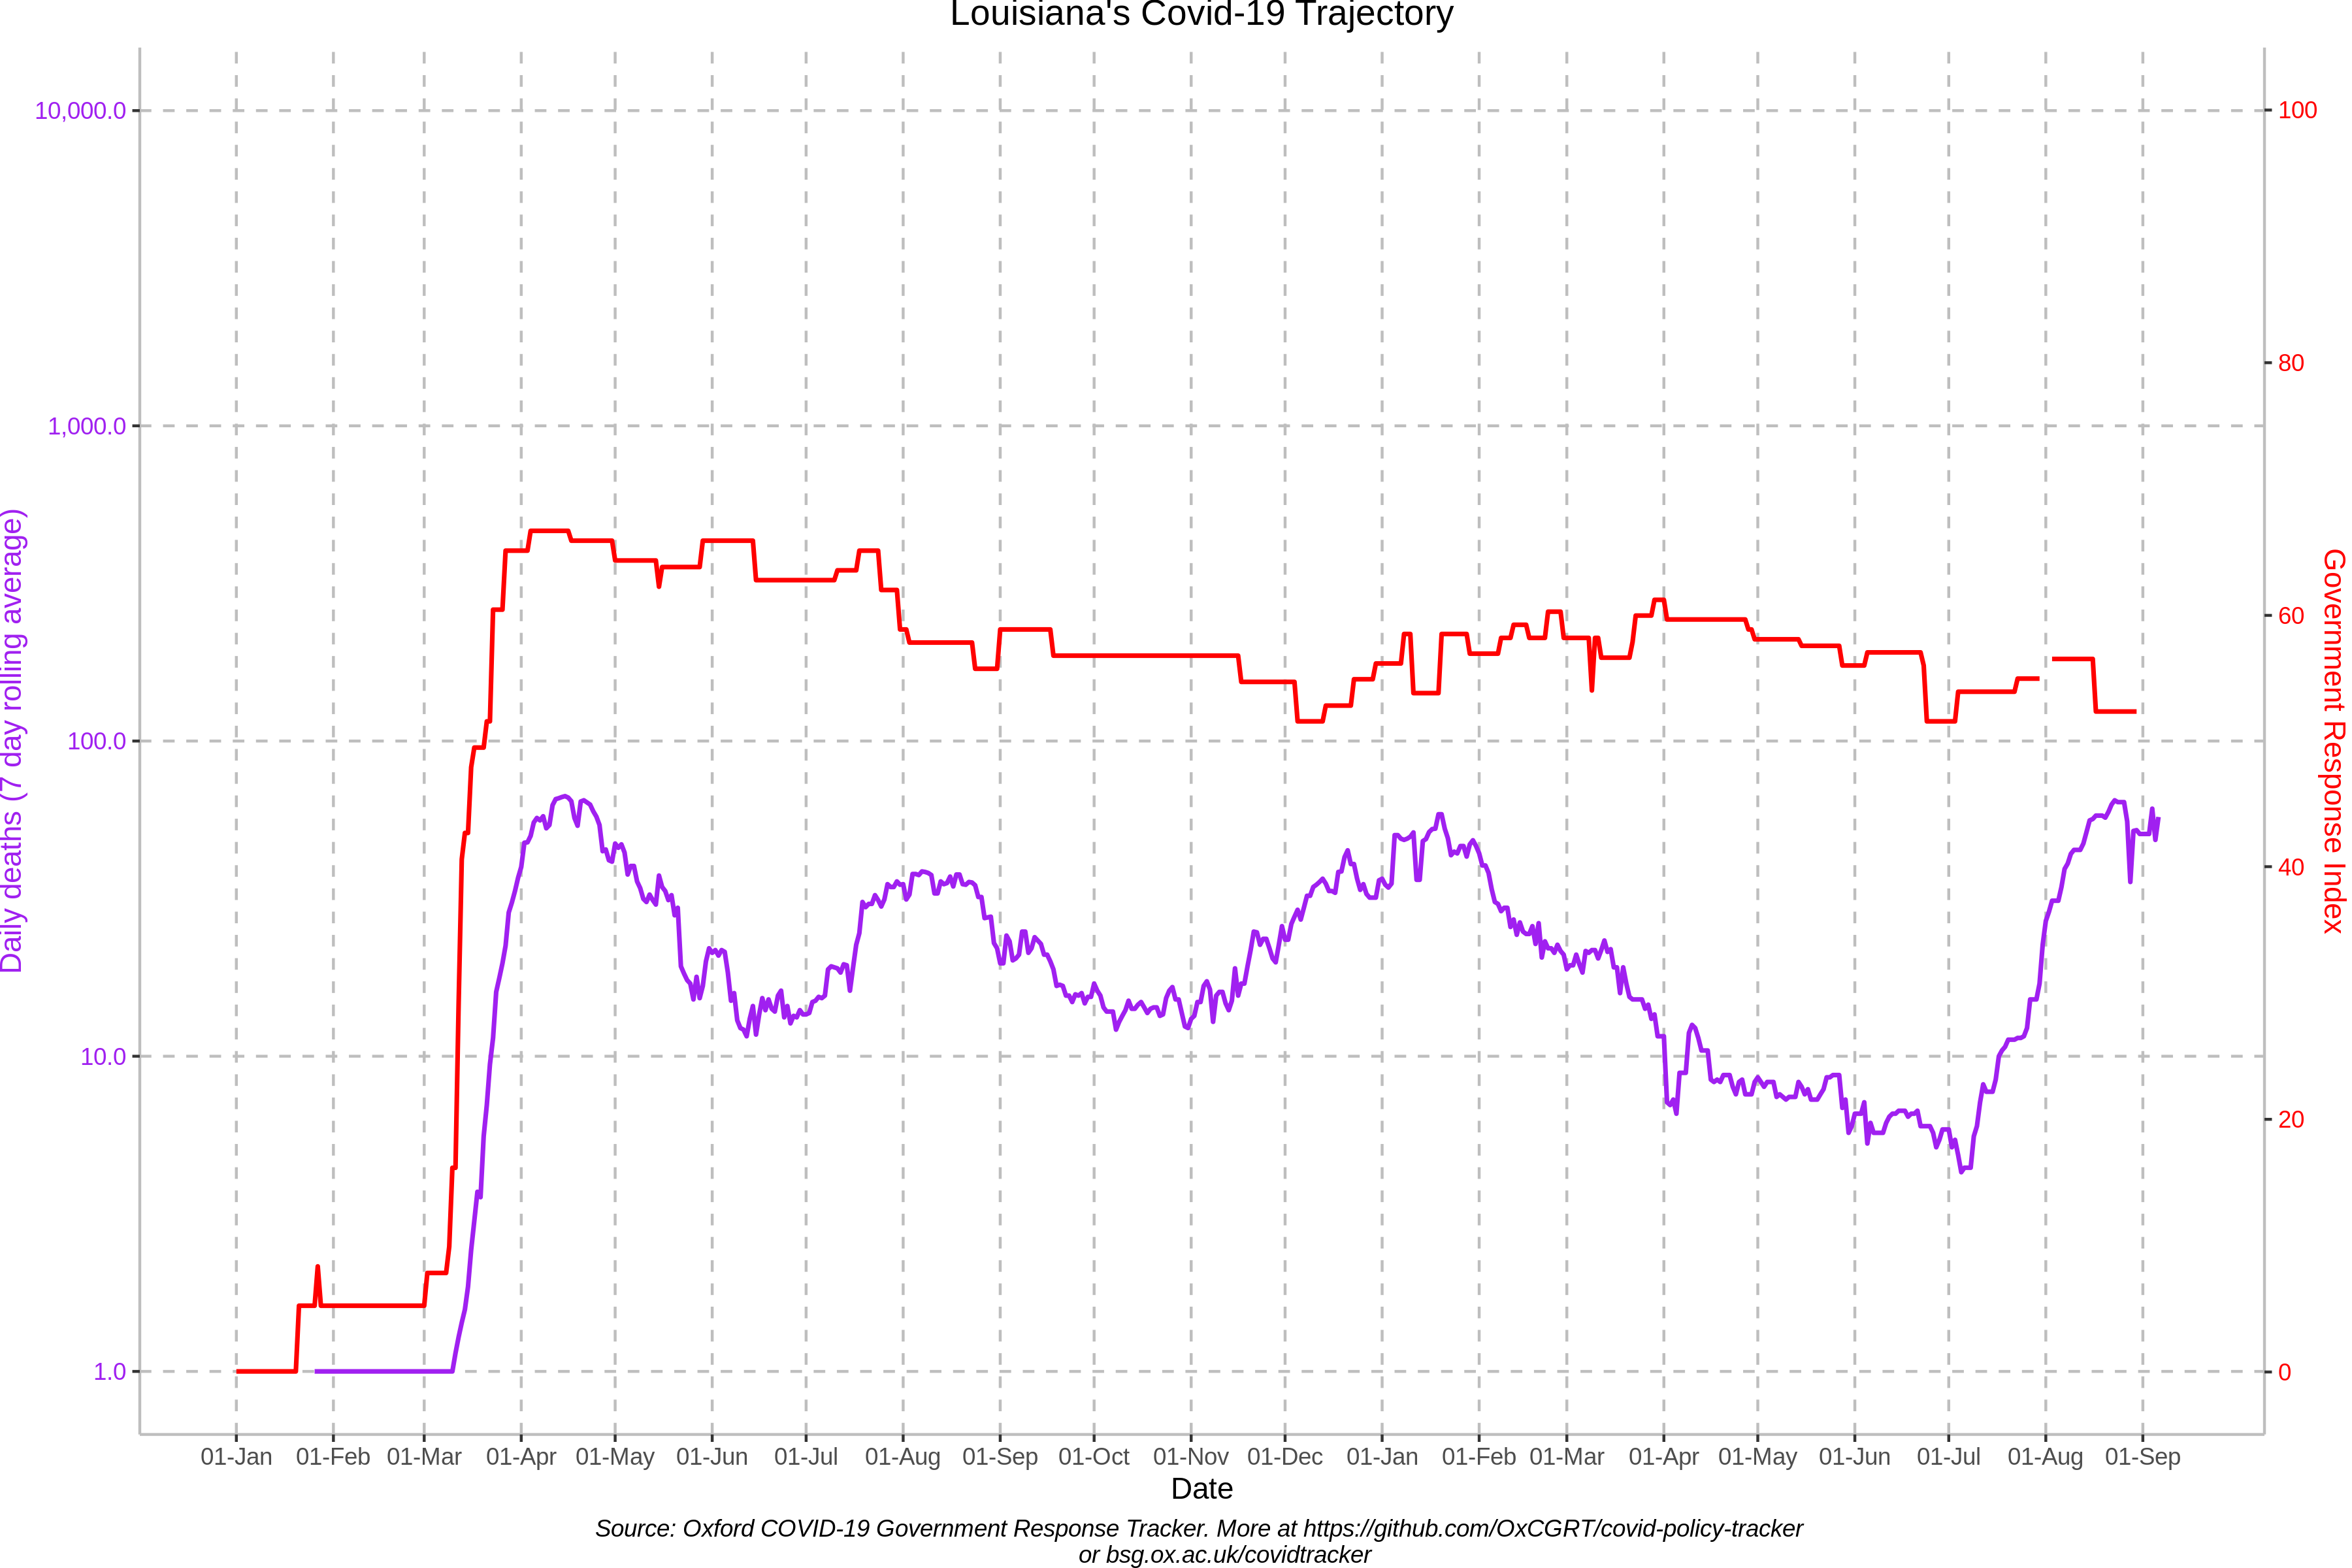 Louisiana's Covid-19 Trajectory
10,000.0
1,000.0
100.0
10.0
1.0
Daily deaths (7 day rolling average)
100
80
60
40
20
0
Government Response Index
01-Jan 01-Feb 01-Mar 01-Apr 01-May 01-Jun 01-Jul 01-Aug 01-Sep 01-Oct 01-Nov 01-Dec 01-Jan 01-Feb 01-Mar 01-Apr 01-May 01-Jun 01-Jul 01-Aug 01-Sep
Date
Source: Oxford COVID-19 Government Response Tracker. More at https://github.com/OxCGRT/covid-policy-tracker
or bsg.ox.ac.uk/covidtracker